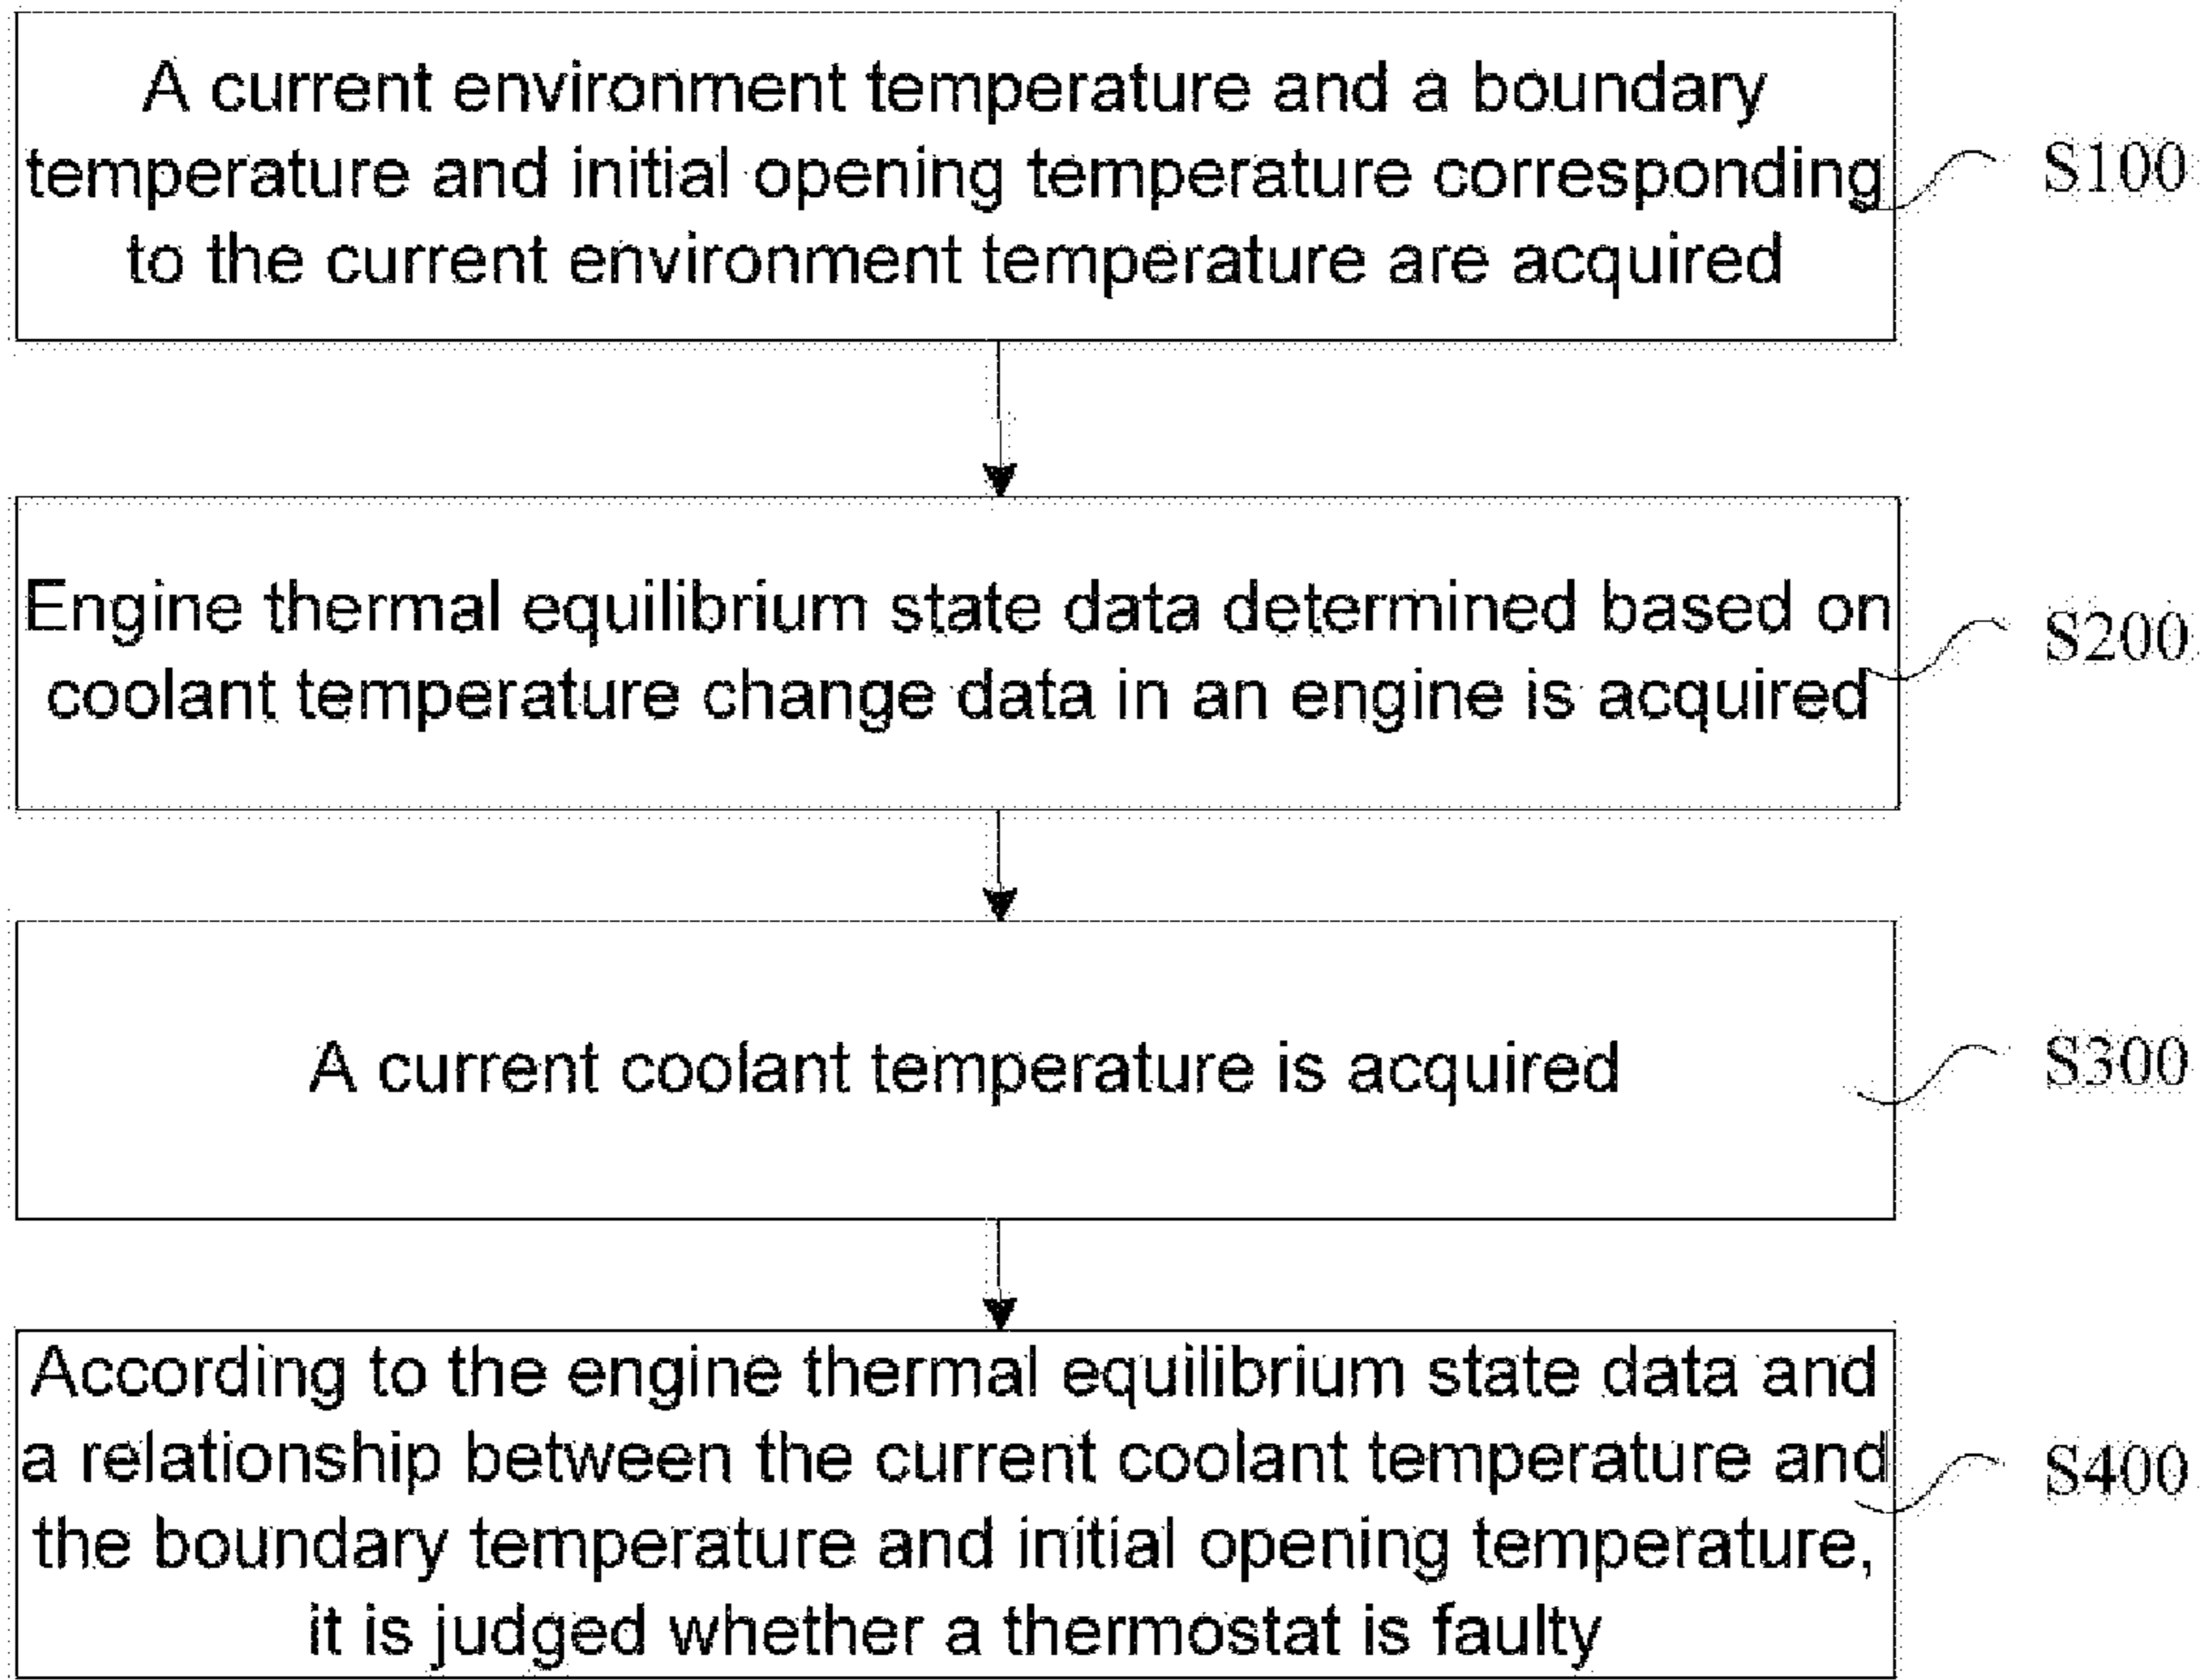 A current environment temperature and a boundary
temperature and initial opening temperature corresponding
to the current environment temperature are acquired
S100
Engine thermal equilibrium state data determined based on
coolant temperature change data in an engine is acquired
S200
A current coolant temperature is acquired
S300
According to the engine thermal equilibrium state data and
a relationship between the current coolant temperature and
the boundary temperature and initial opening temperature,
it is judged whether a thermostat is faulty
S400